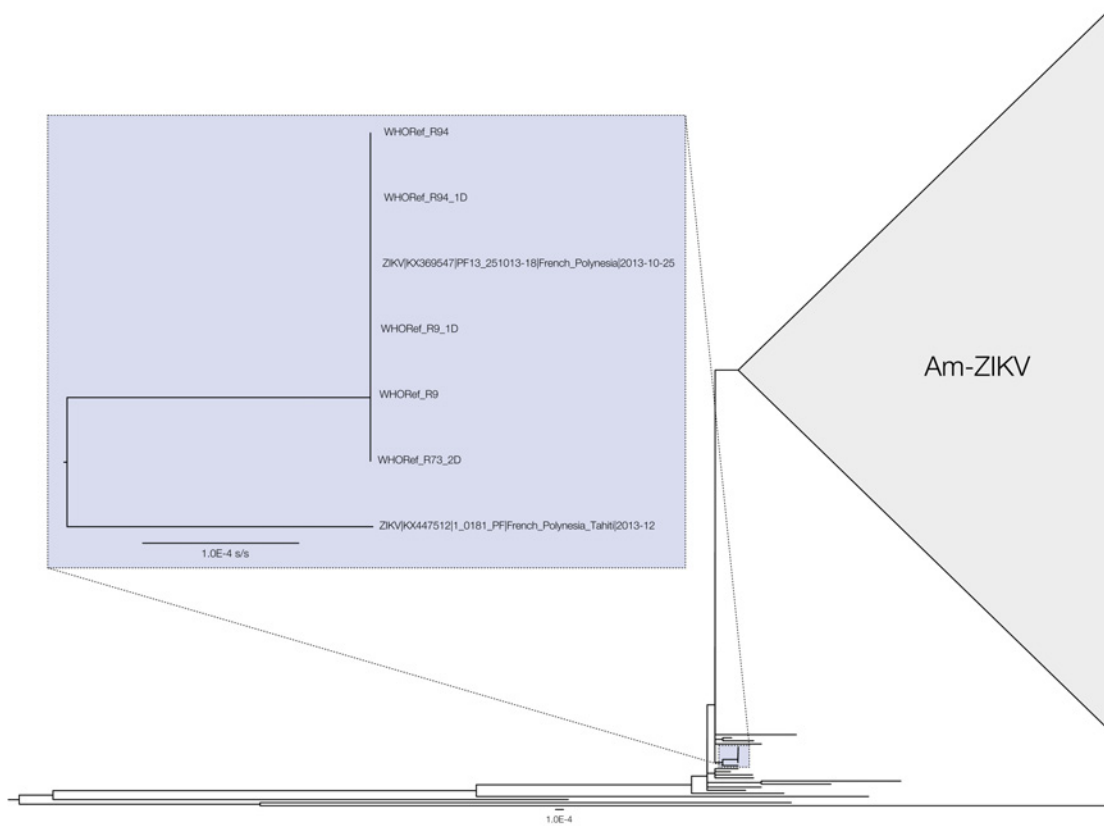 WHORef_R94
WHORef_R94_1D
ZIKV|KX369547|PF13_251013-18|French_Polynesia|2013-10-25
WHORef_R9_1D
WHORef_R9
WHORef_R73_2D
ZIKV|KX447512|1_0181_PF|French_Polynesia_Tahiti|2013-12
1.0E-4 s/s
Am-ZIKV
1.0E-4